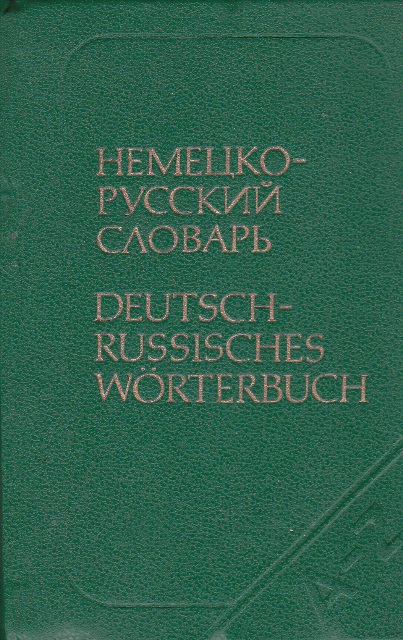 НЕМЕЦКО-
РУССКИЙ
СЛОВАРЬ
DEUTSCH-
RUSSISCHES
WÖRTERBUCH
A-Z